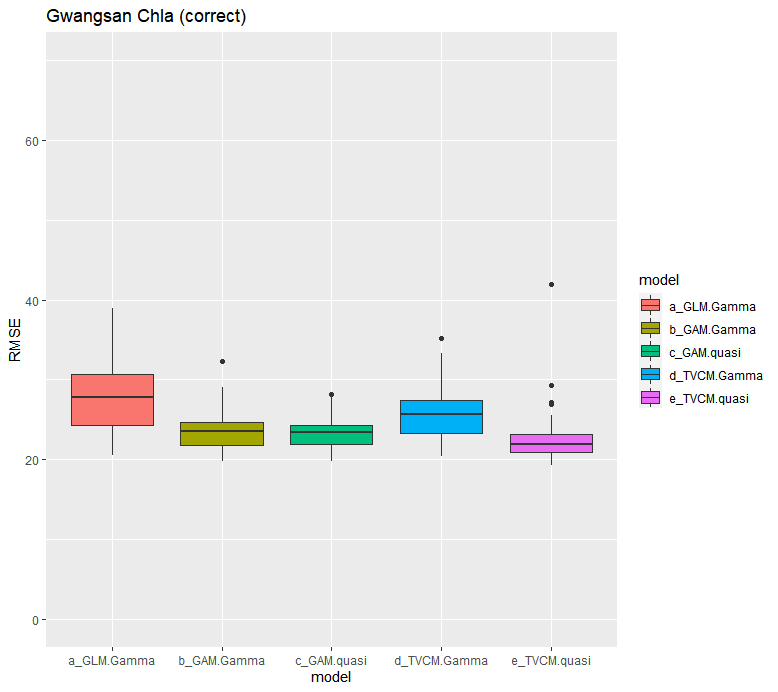 Gwangsan Chla (correct)
RMSE
60
40
20
0
a_GLM.Gamma b_GAM.Gamma c_GAM.quasi d_TVCM.Gamma e_TVCM.quasi
model
model
a_GLM.Gamma
b_GAM.Gamma
c_GAM.quasi
d_TVCM.Gamma
e_TVCM.quasi